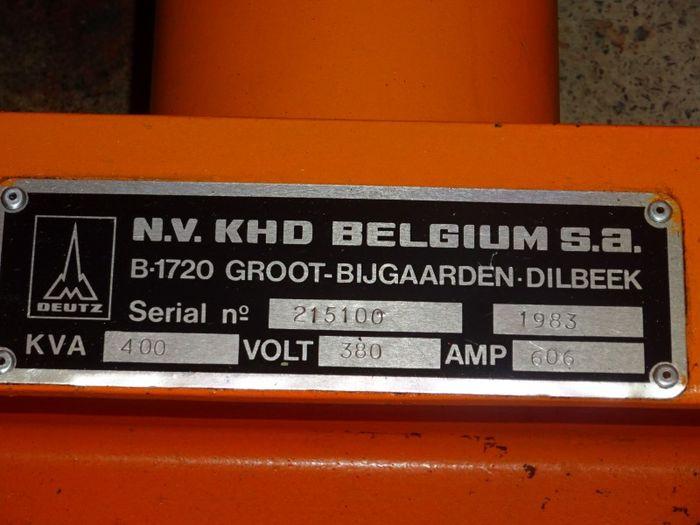 N.V. KHD BELGIUM S.a.
B-1720 GROOT-BIJGAARDEN·DILBEEK
DEUTZ
Serial nº 215100 1983
KVA 400 VOLT 380 AMP 606